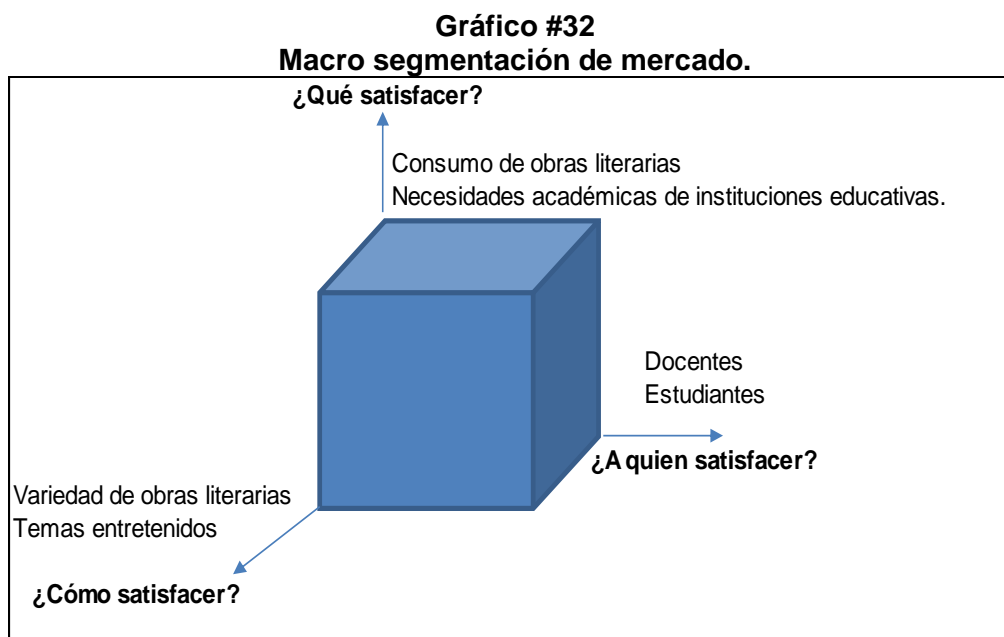 Gráfico #32
Macro segmentación de mercado.
¿Qué satisfacer?
Consumo de obras literarias
Necesidades académicas de instituciones educativas.
Docentes
Estudiantes
¿A quien satisfacer?
Variedad de obras literarias
Temas entretenidos
¿Cómo satisfacer?